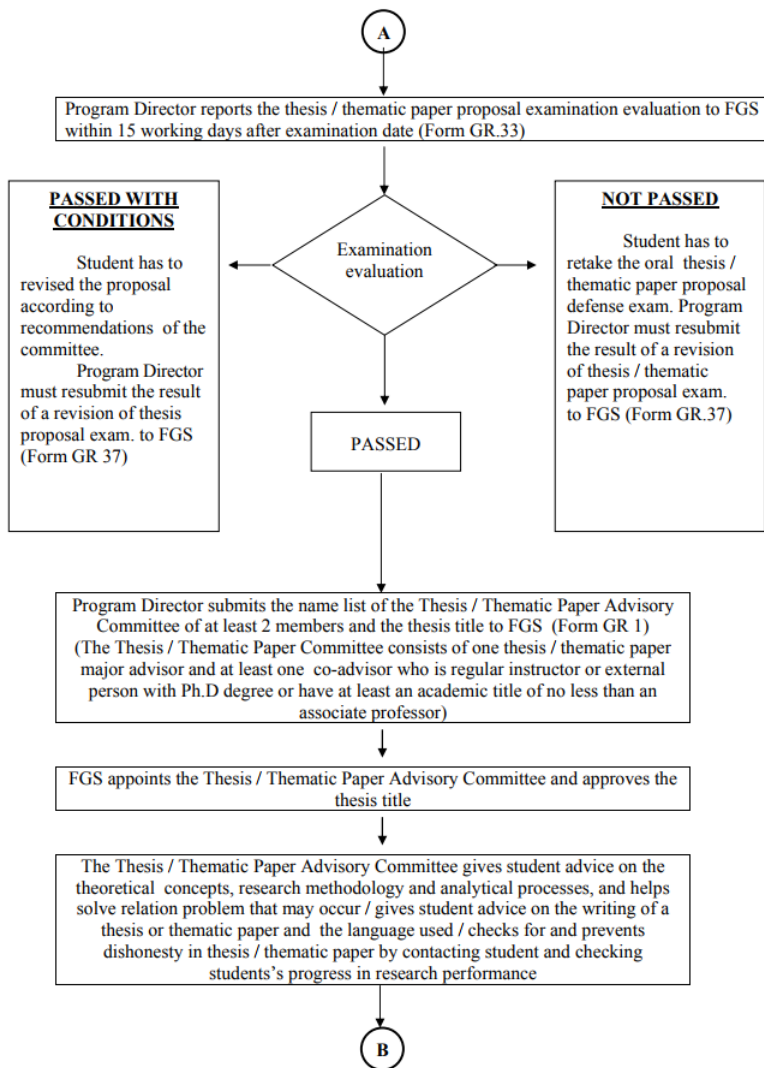 A
Program Director reports the thesis / thematic paper proposal examination evaluation to FGS
within 15 working days after examination date (Form GR.33)
PASSED WITH
CONDITIONS
Student has to
revised the proposal
according to
recommendations of the
committee.
Program Director
must resubmit the result
of a revision of thesis
proposal exam. to FGS
(Form GR 37)
Examination
evaluation
NOT PASSED
Student has to
retake the oral thesis /
thematic paper proposal
defense exam. Program
Director must resubmit
the result of a revision
of thesis / thematic
paper proposal exam.
to FGS (Form GR.37)
PASSED
Program Director submits the name list of the Thesis / Thematic Paper Advisory
Committee of at least 2 members and the thesis title to FGS (Form GR 1)
(The Thesis / Thematic Paper Committee consists of one thesis / thematic paper
major advisor and at least one co-advisor who is regular instructor or external
person with Ph.D degree or have at least an academic title of no less than an
associate professor)
FGS appoints the Thesis / Thematic Paper Advisory Committee and approves the
thesis title
The Thesis / Thematic Paper Advisory Committee gives student advice on the
theoretical concepts, research methodology and analytical processes, and helps
solve relation problem that may occur / gives student advice on the writing of a
thesis or thematic paper and the language used / checks for and prevents
dishonesty in thesis / thematic paper by contacting student and checking
students’s progress in research performance
B